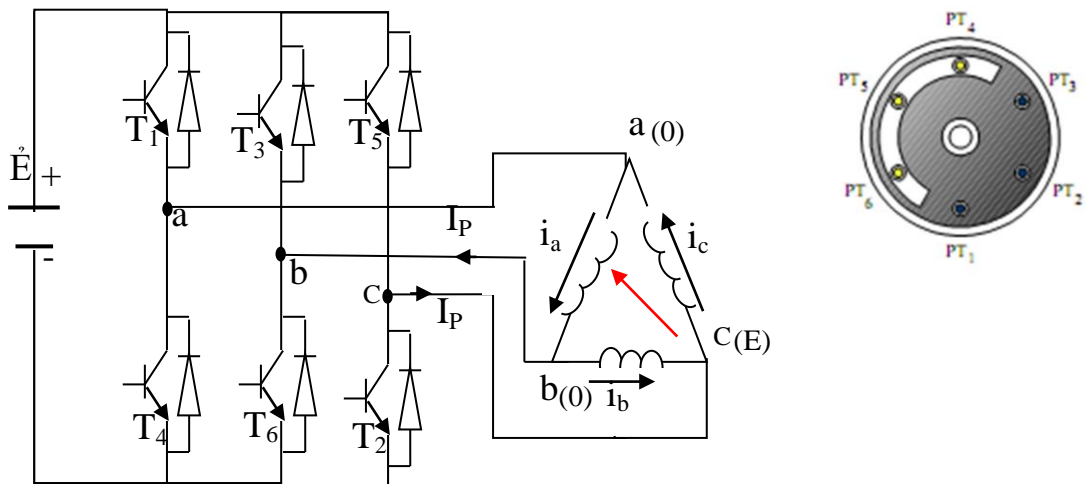 T1
T3
T5
Ẻ +
-
a
b
C
IP
IP
T4
T6
T2
a (0)
ia
ic
C(E)
b(0)
ib
PT4
PT5
PT3
PT6
PT2
PT1